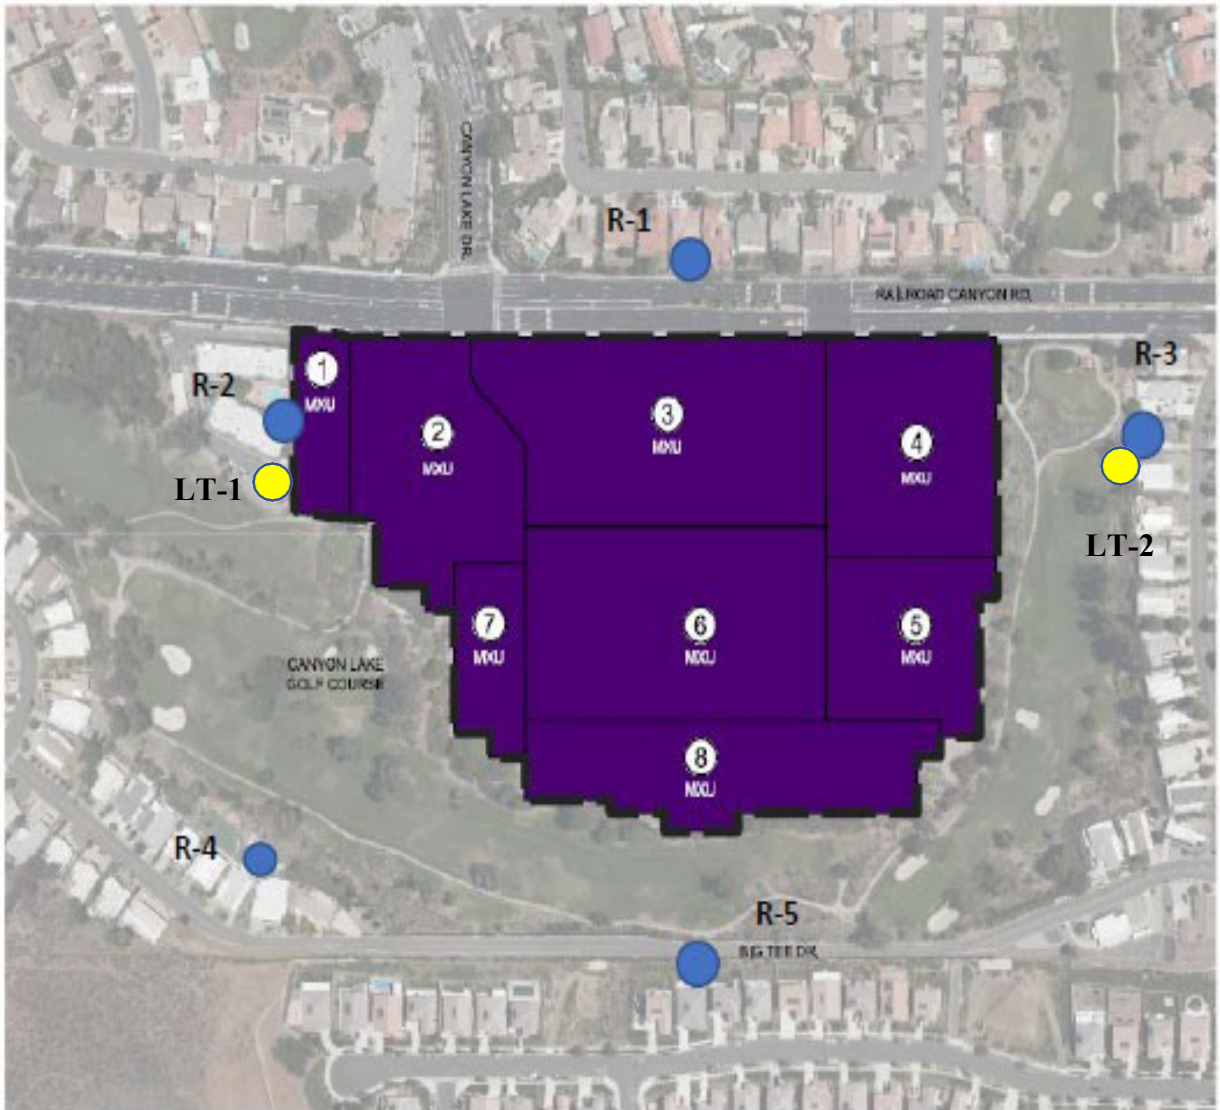 CANYON LAKE DR.
R-1
RAILROAD CANYON RD.
R-3
R-2
1
MXU
2
MXU
3
MXU
4
MXU
LT-1
LT-2
7
MXU
6
MXU
5
MXU
CANYON LAKE
GOLF COURSE
8
MXU
R-4
R-5
BIG TEE DR.